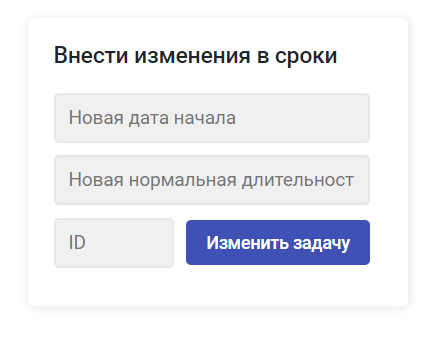 Внести изменения в сроки
Новая дата начала
Новая нормальная длительност
ID
Изменить задачу